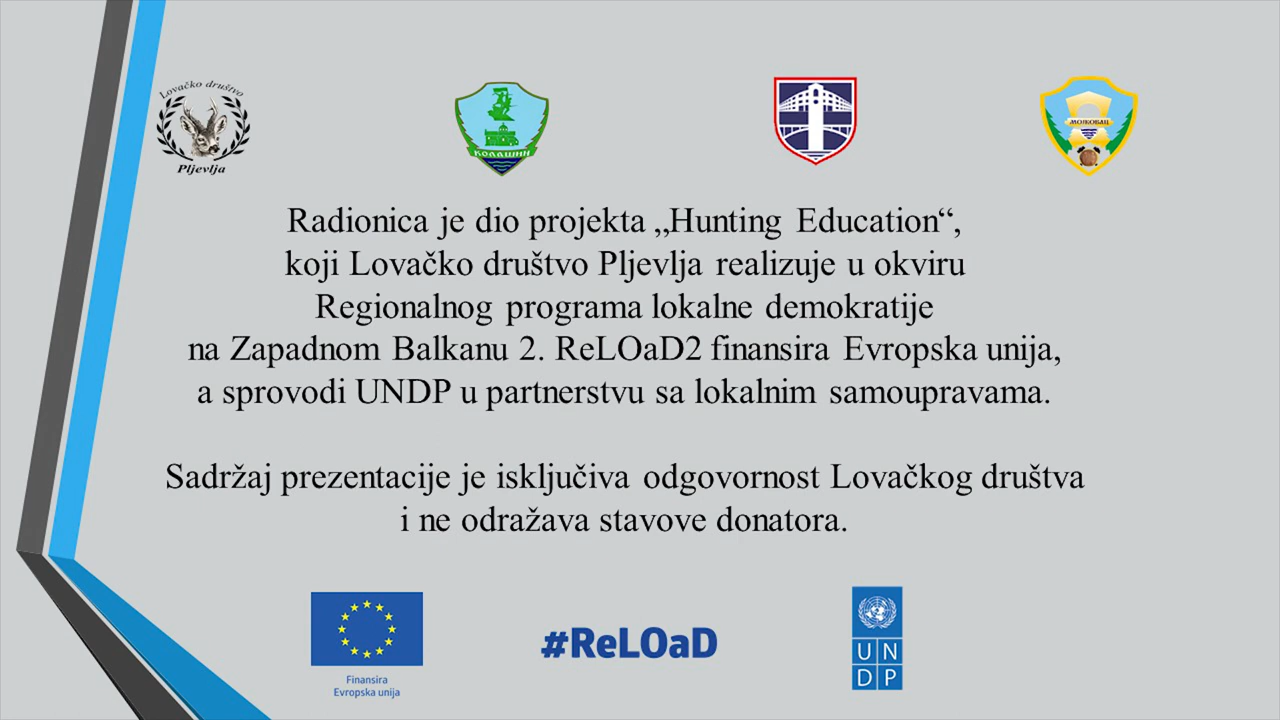 Lovačko društvo
Pljevlja
КОЛАШИН
МОЈКОВАЦ
Radionica je dio projekta „Hunting Education“,
koji Lovačko društvo Pljevlja realizuje u okviru
Regionalnog programa lokalne demokratije
na Zapadnom Balkanu 2. ReLOaD2 finansira Evropska unija,
a sprovodi UNDP u partnerstvu sa lokalnim samoupravama.
Sadržaj prezentacije je isključiva odgovornost Lovačkog društva
i ne odražava stavove donatora.
Finansira
Evropska unija
#ReLOaD
U N
D P